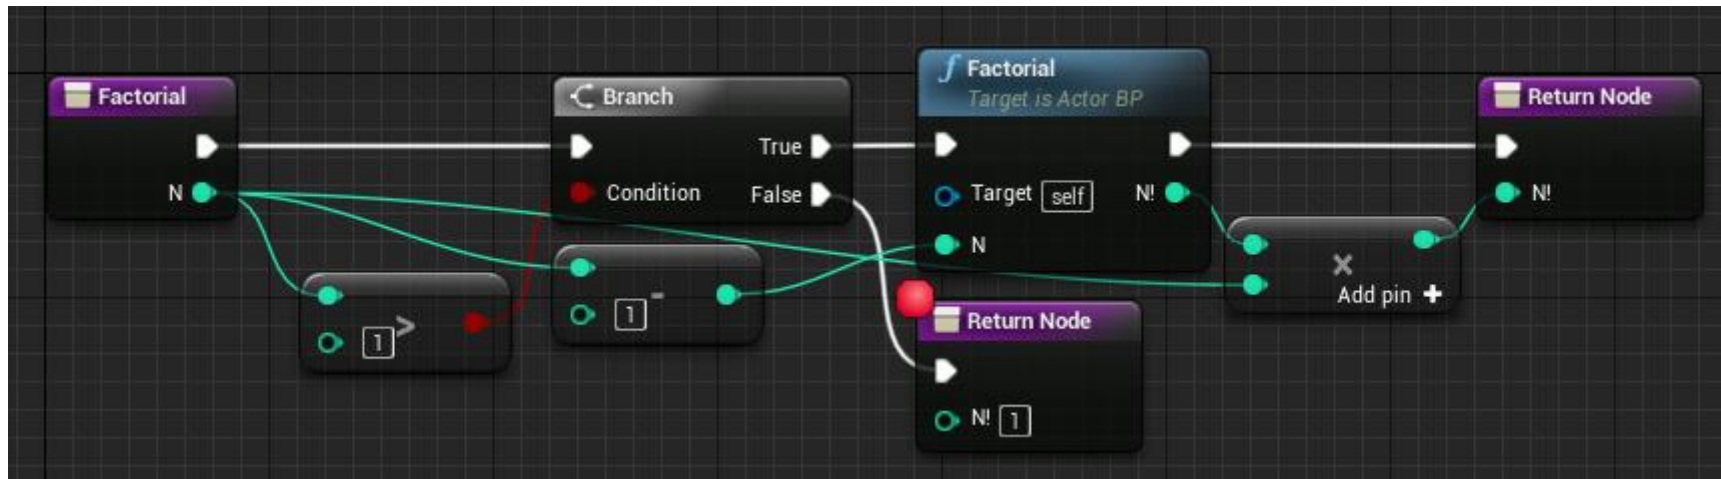 Factorial
N
>
1
Branch
True
Condition
False
-
1
Factorial
Target is Actor BP
Target self
N!
N
Return Node
N! 1
×
Add pin +
Return Node
N!